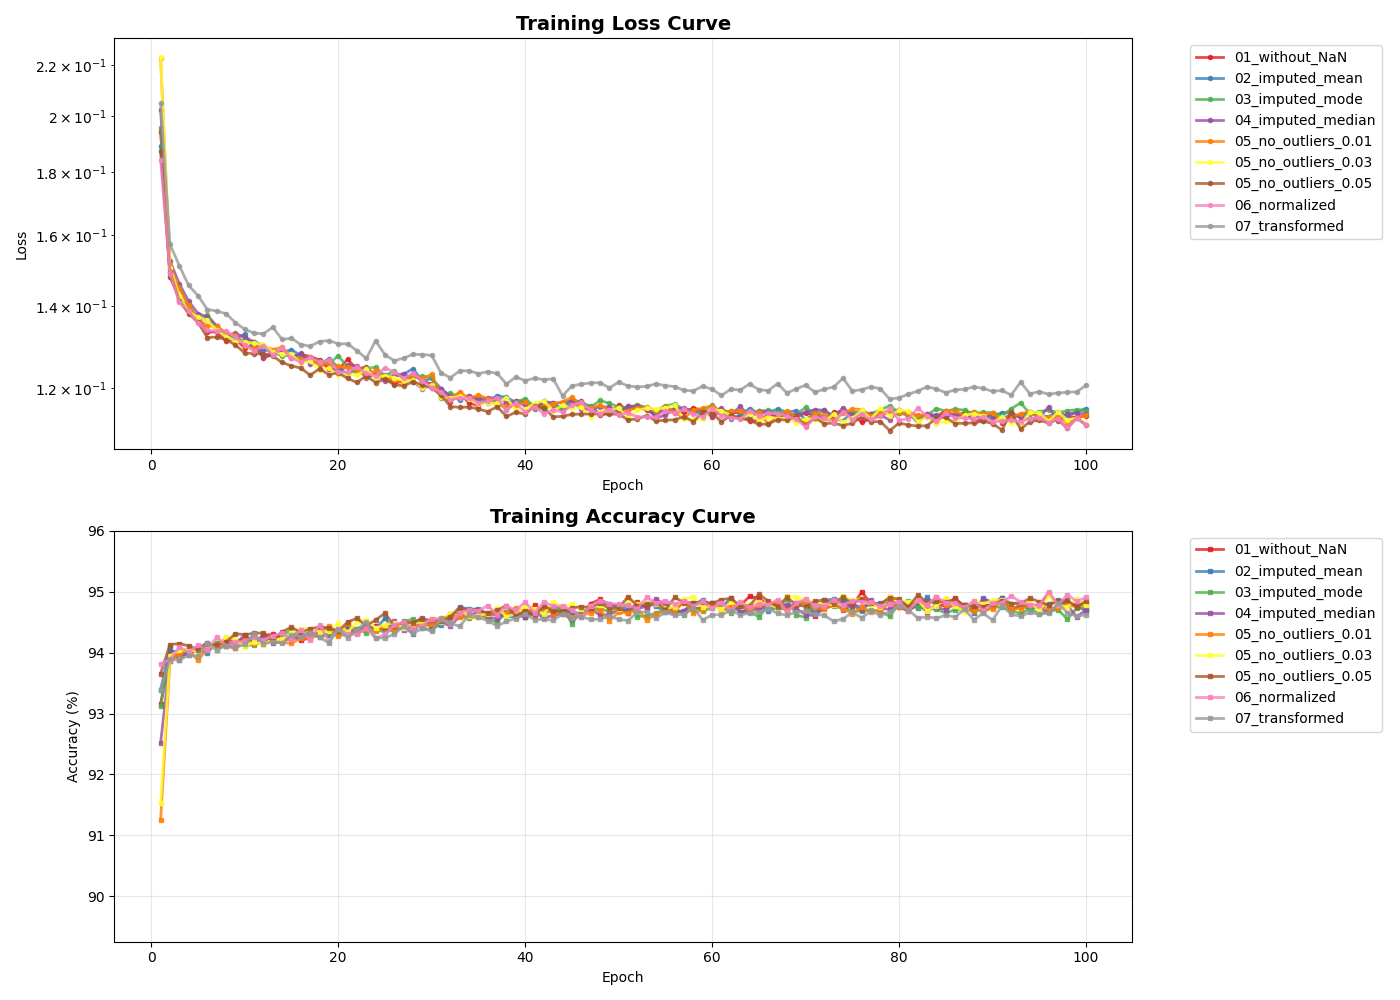 Training Loss Curve
2.2 × 10⁻¹
2 × 10⁻¹
1.8 × 10⁻¹
1.6 × 10⁻¹
1.4 × 10⁻¹
1.2 × 10⁻¹
Loss
0 20 40 60 80 100
Epoch
01_without_NaN
02_imputed_mean
03_imputed_mode
04_imputed_median
05_no_outliers_0.01
05_no_outliers_0.03
05_no_outliers_0.05
06_normalized
07_transformed
Training Accuracy Curve
96
95
94
93
92
91
90
Accuracy (%)
0 20 40 60 80 100
Epoch
01_without_NaN
02_imputed_mean
03_imputed_mode
04_imputed_median
05_no_outliers_0.01
05_no_outliers_0.03
05_no_outliers_0.05
06_normalized
07_transformed